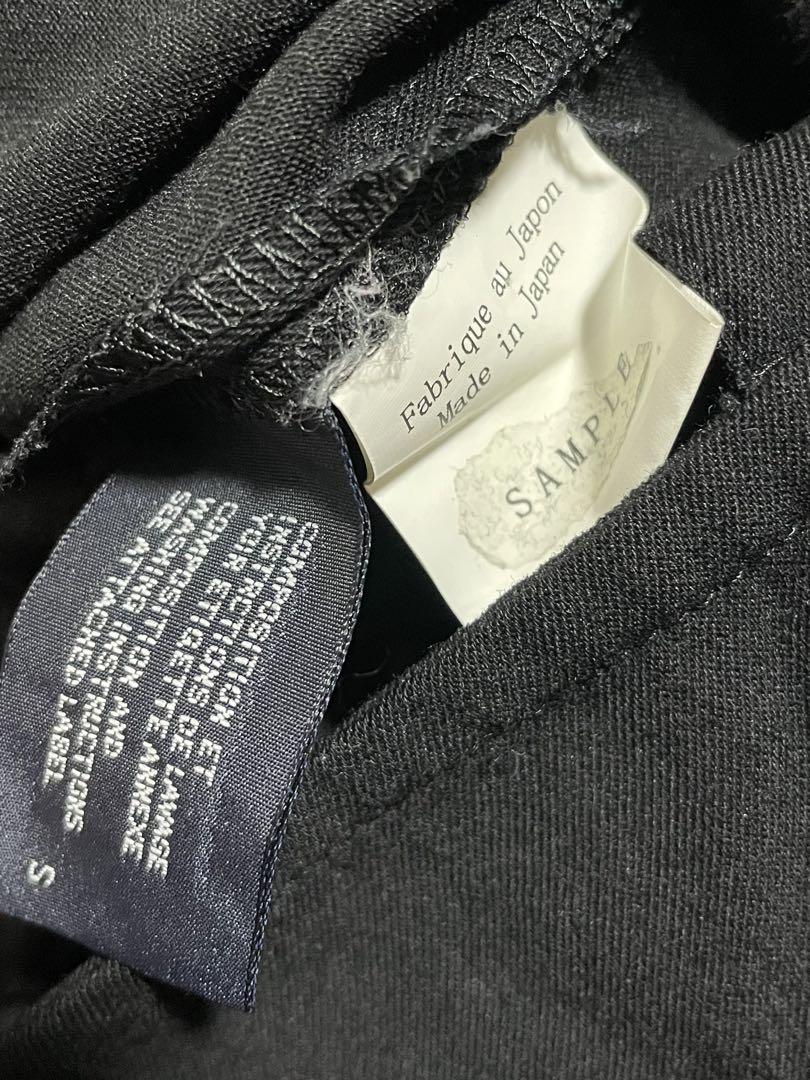 Fabrique au Japon
Made in Japan
SAMPLE
COMPOSITION ET
INSTRUCTIONS DE LAVAGE
VOIR ETIQETTE ANNEXE
COMPOSITION AND
WASHING INSTRUCTIONS
SEE ATTACHED LABEL
S